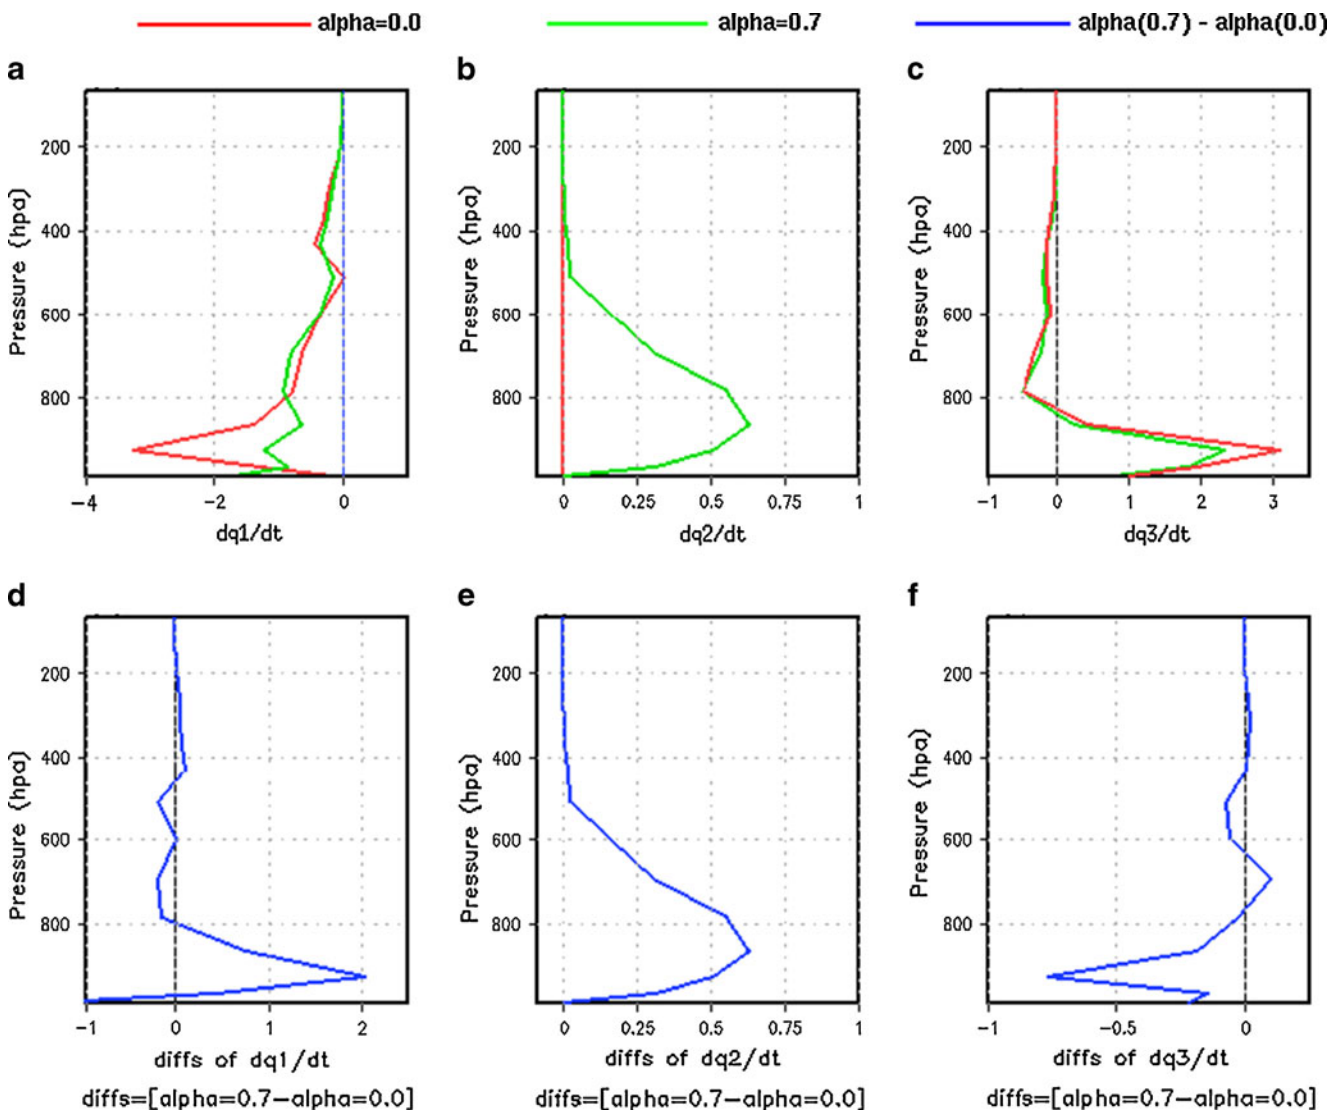 alpha=0.0 alpha=0.7 alpha(0.7) - alpha(0.0)
a b c
200 200 200
400 400 400
600 600 600
800 800 800
Pressure (hpa) Pressure (hpa) Pressure (hpa)
-4 -2 0 0 0.25 0.5 0.75 1 -1 0 1 2 3
dq1/dt dq2/dt dq3/dt
d e f
200 200 200
400 400 400
600 600 600
800 800 800
Pressure (hpa) Pressure (hpa) Pressure (hpa)
-1 0 1 2 0 0.25 0.5 0.75 1 -1 -0.5 0
diffs of dq1/dt diffs of dq2/dt diffs of dq3/dt
diffs=[alpha=0.7-alpha=0.0] diffs=[alpha=0.7-alpha=0.0] diffs=[alpha=0.7-alpha=0.0]